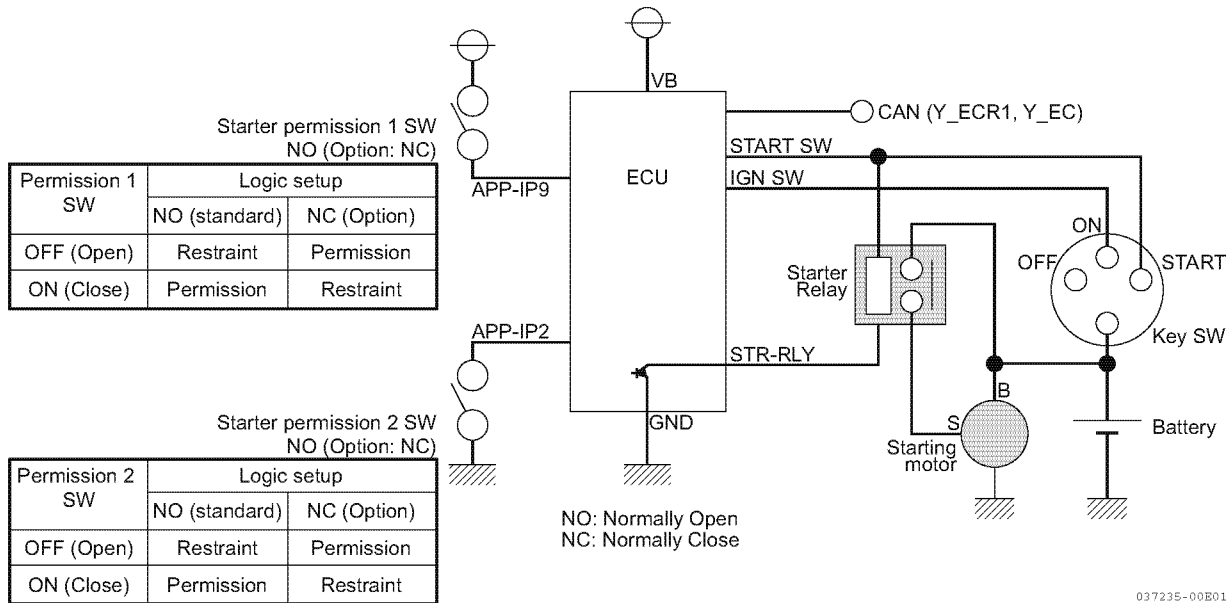 VB
CAN (Y_ECR1, Y_EC)
Starter permission 1 SW
NO (Option: NC)
Permission 1 SW
Logic setup
NO (standard)
NC (Option)
OFF (Open)
Restraint
Permission
ON (Close)
Permission
Restraint
APP-IP9
ECU
START SW
IGN SW
ON
OFF
START
Key SW
Starter
Relay
APP-IP2
STR-RLY
GND
B
S
Starting
motor
Battery
Starter permission 2 SW
NO (Option: NC)
Permission 2
SW
Logic setup
NO (standard)
NC (Option)
OFF (Open)
Restraint
Permission
ON (Close)
Permission
Restraint
NO: Normally Open
NC: Normally Close
037235-00E01